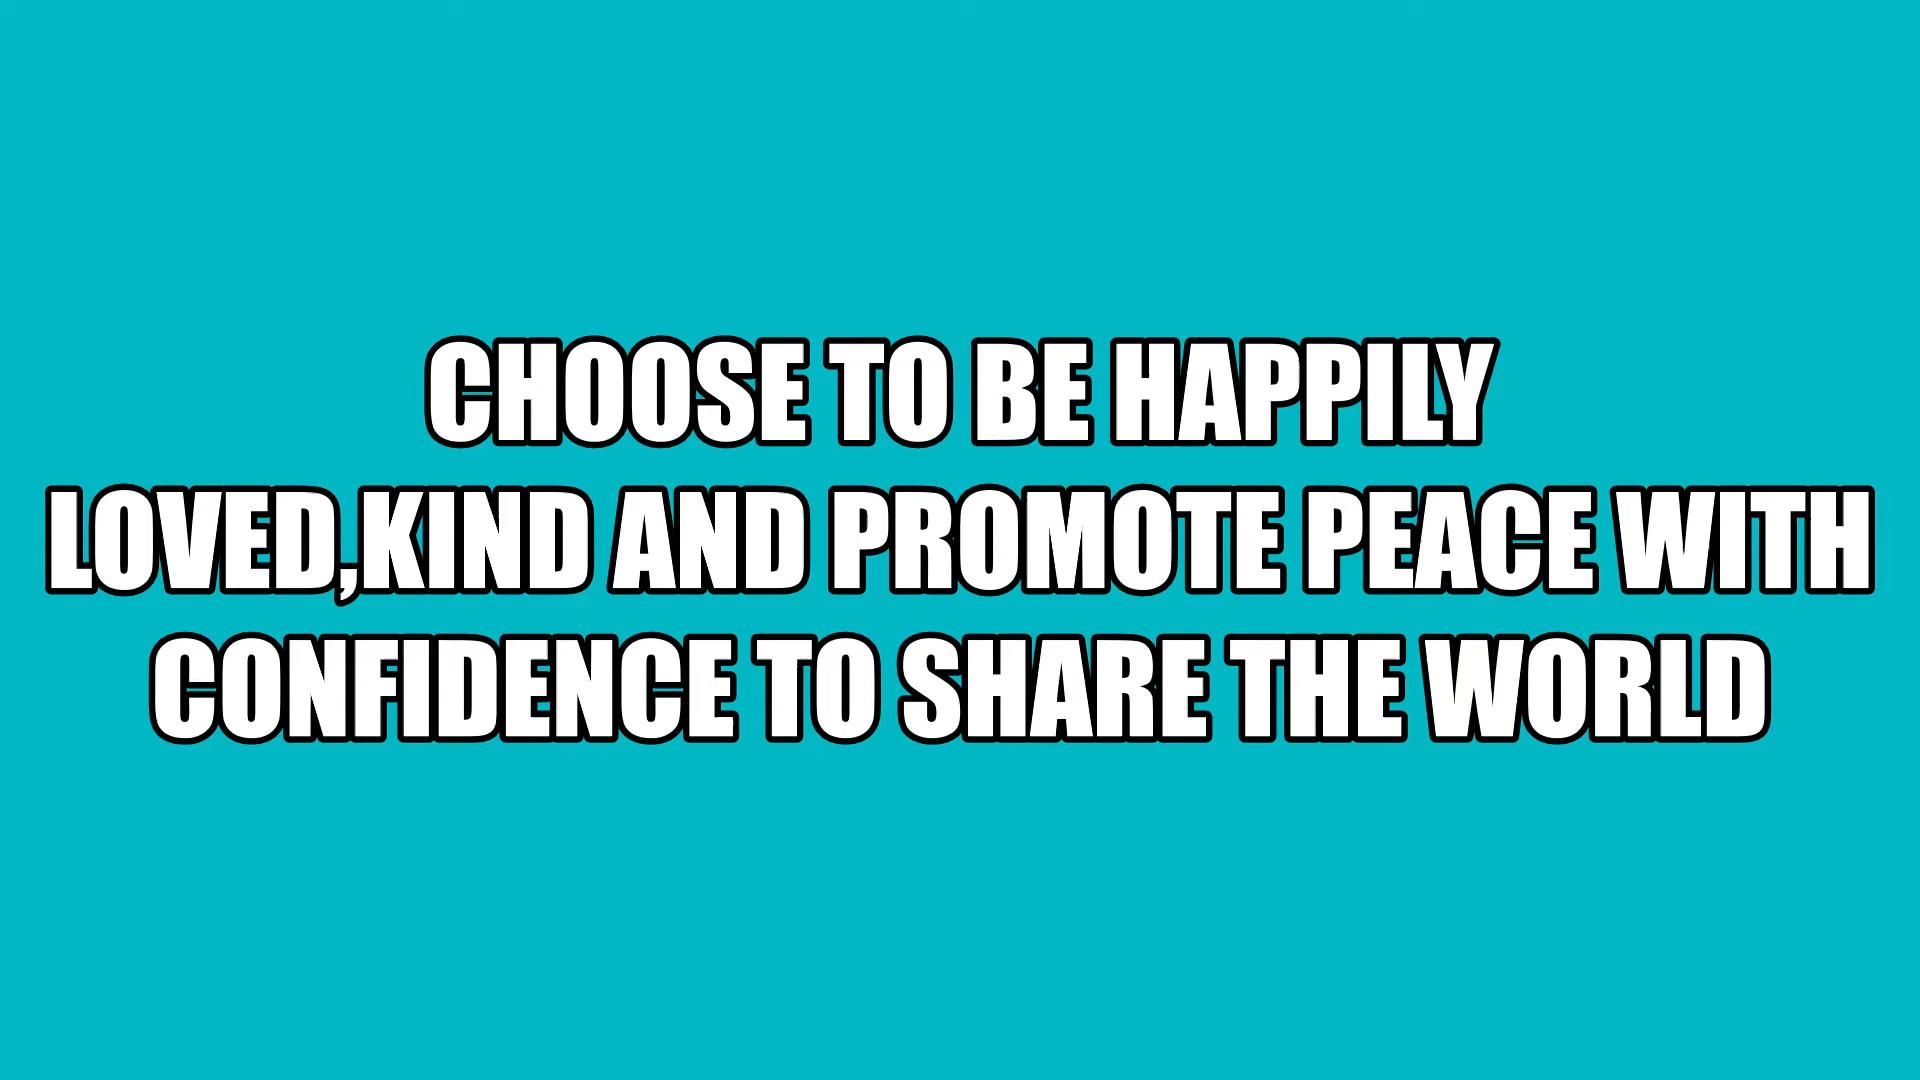 CHOOSE TO BE HAPPILY
LOVED,KIND AND PROMOTE PEACE WITH
CONFIDENCE TO SHARE THE WORLD